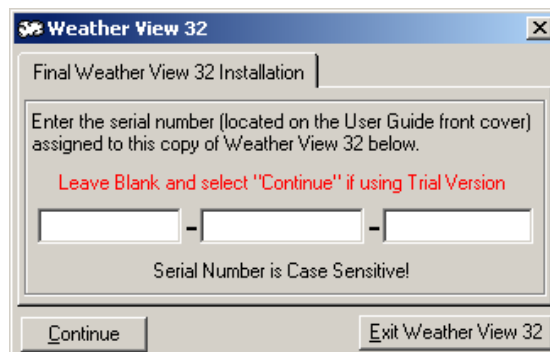 Weather View 32
Final Weather View 32 Installation
Enter the serial number (located on the User Guide front cover)
assigned to this copy of Weather View 32 below.
Leave Blank and select "Continue" if using Trial Version
- -
Serial Number is Case Sensitive!
Continue Exit Weather View 32